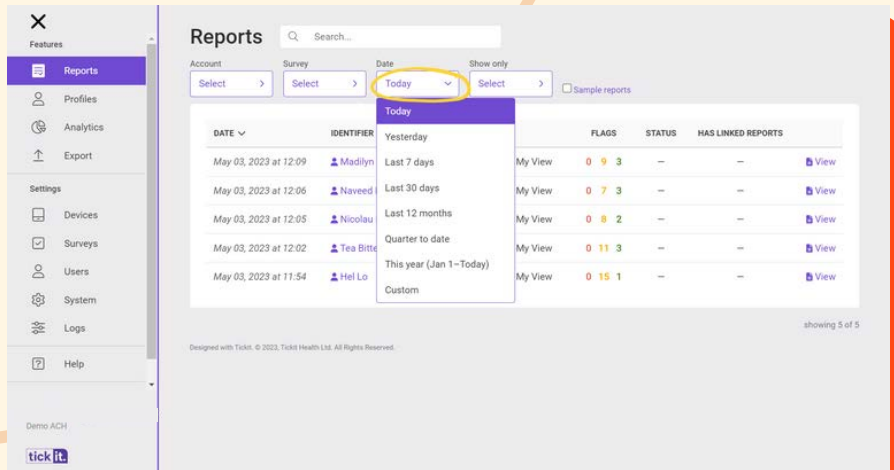 Features
Reports
Profiles
Analytics
Export
Settings
Devices
Surveys
Users
System
Logs
Help
Demo ACH
tickit.
Reports
Search...
Account Survey Date Show only
Select Select Today Select Sample reports
Today
Yesterday
Last 7 days
Last 30 days
Last 12 months
Quarter to date
This year (Jan 1–Today)
Custom
DATE IDENTIFIER FLAGS STATUS HAS LINKED REPORTS
May 03, 2023 at 12:09 Madilyn My View 0 9 3 – – View
May 03, 2023 at 12:06 Naveed My View 0 7 3 – – View
May 03, 2023 at 12:05 Nicolau My View 0 8 2 – – View
May 03, 2023 at 12:02 Tea Bitte My View 0 11 3 – – View
May 03, 2023 at 11:54 Hel Lo My View 0 15 1 – – View
showing 5 of 5
Designed with Tickit. © 2023, Tickit Health Ltd. All Rights Reserved.